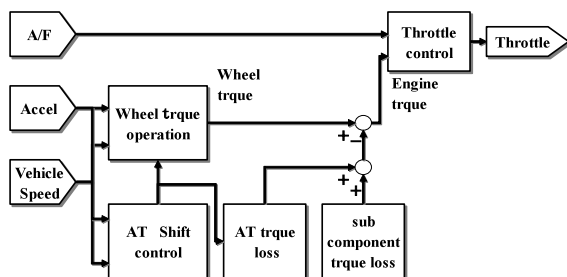 A/F
Throttle
control
Throttle
Wheel
trque
Engine
trque
Accel
Wheel trque
operation
+
−
Vehicle
Speed
+
+
AT Shift
control
AT trque
loss
sub
component
trque loss